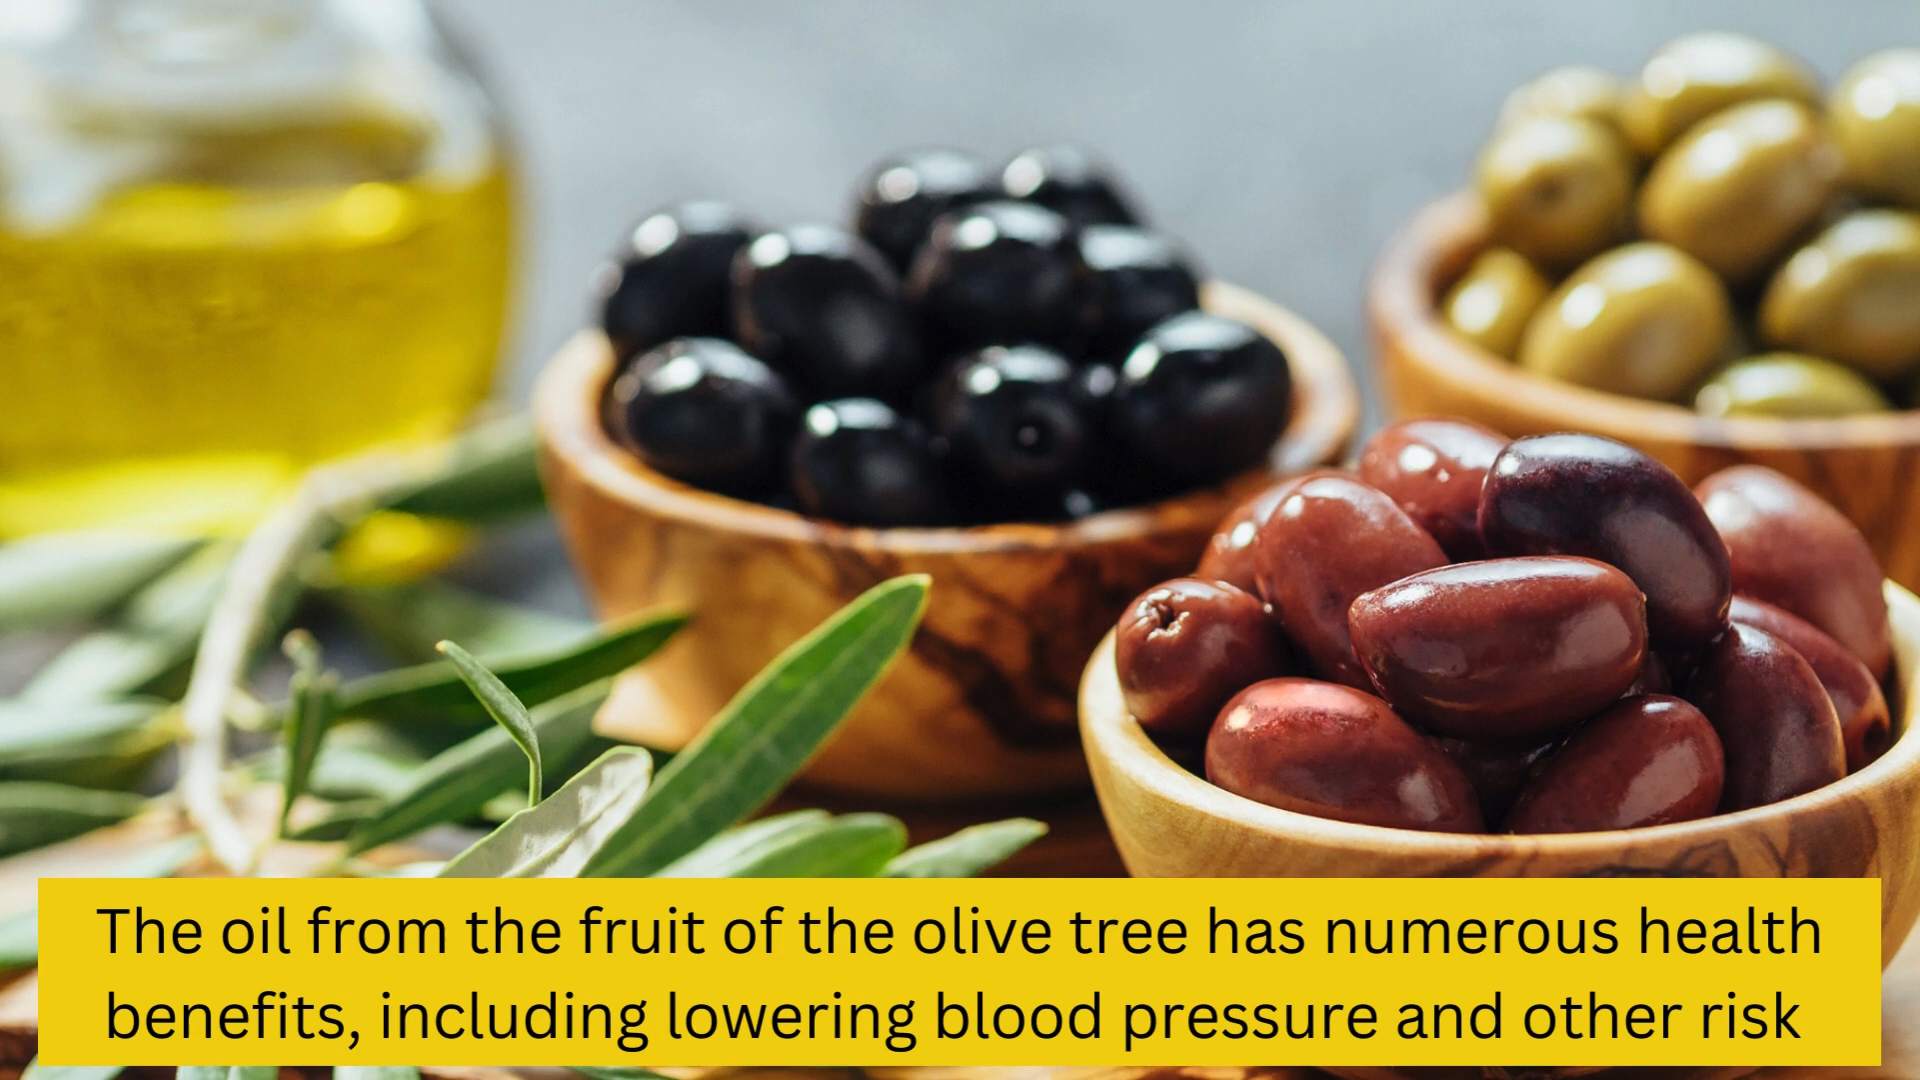 The oil from the fruit of the olive tree has numerous health
benefits, including lowering blood pressure and other risk